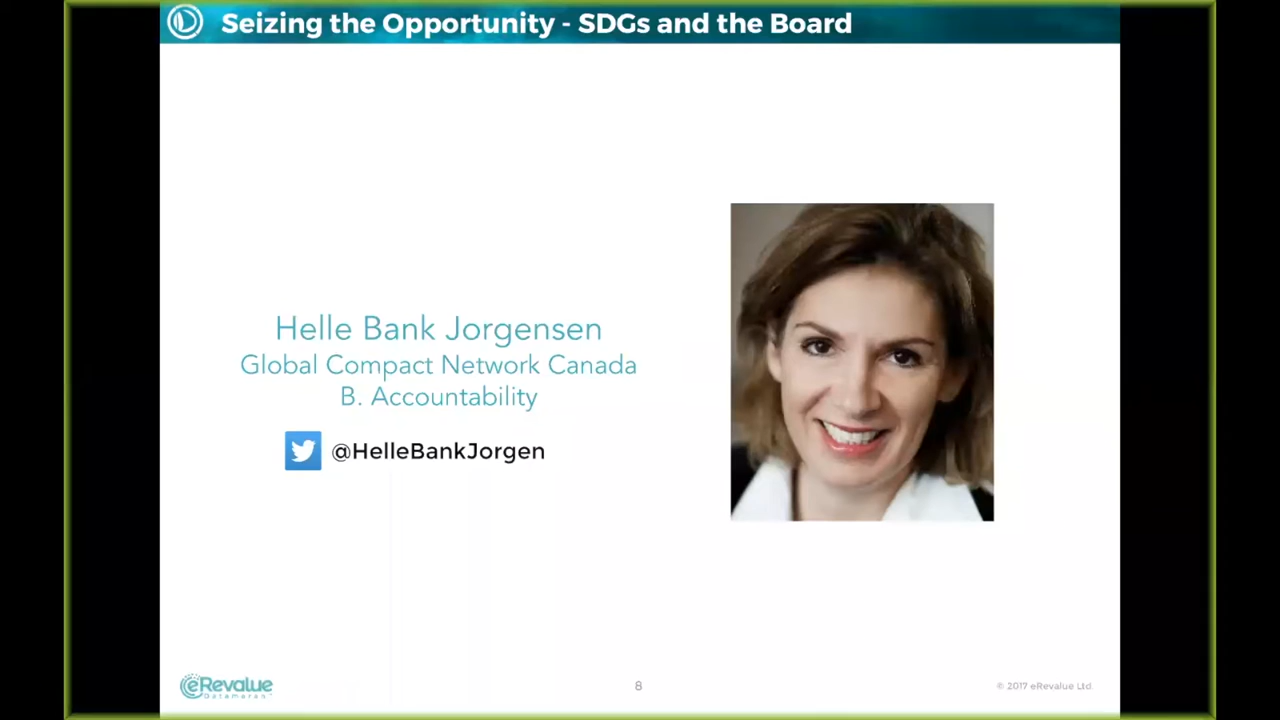 Seizing the Opportunity - SDGs and the Board
Helle Bank Jorgensen
Global Compact Network Canada
B. Accountability
@HelleBankJorgen
eRevalue
Datamaran
8
© 2017 eRevalue Ltd